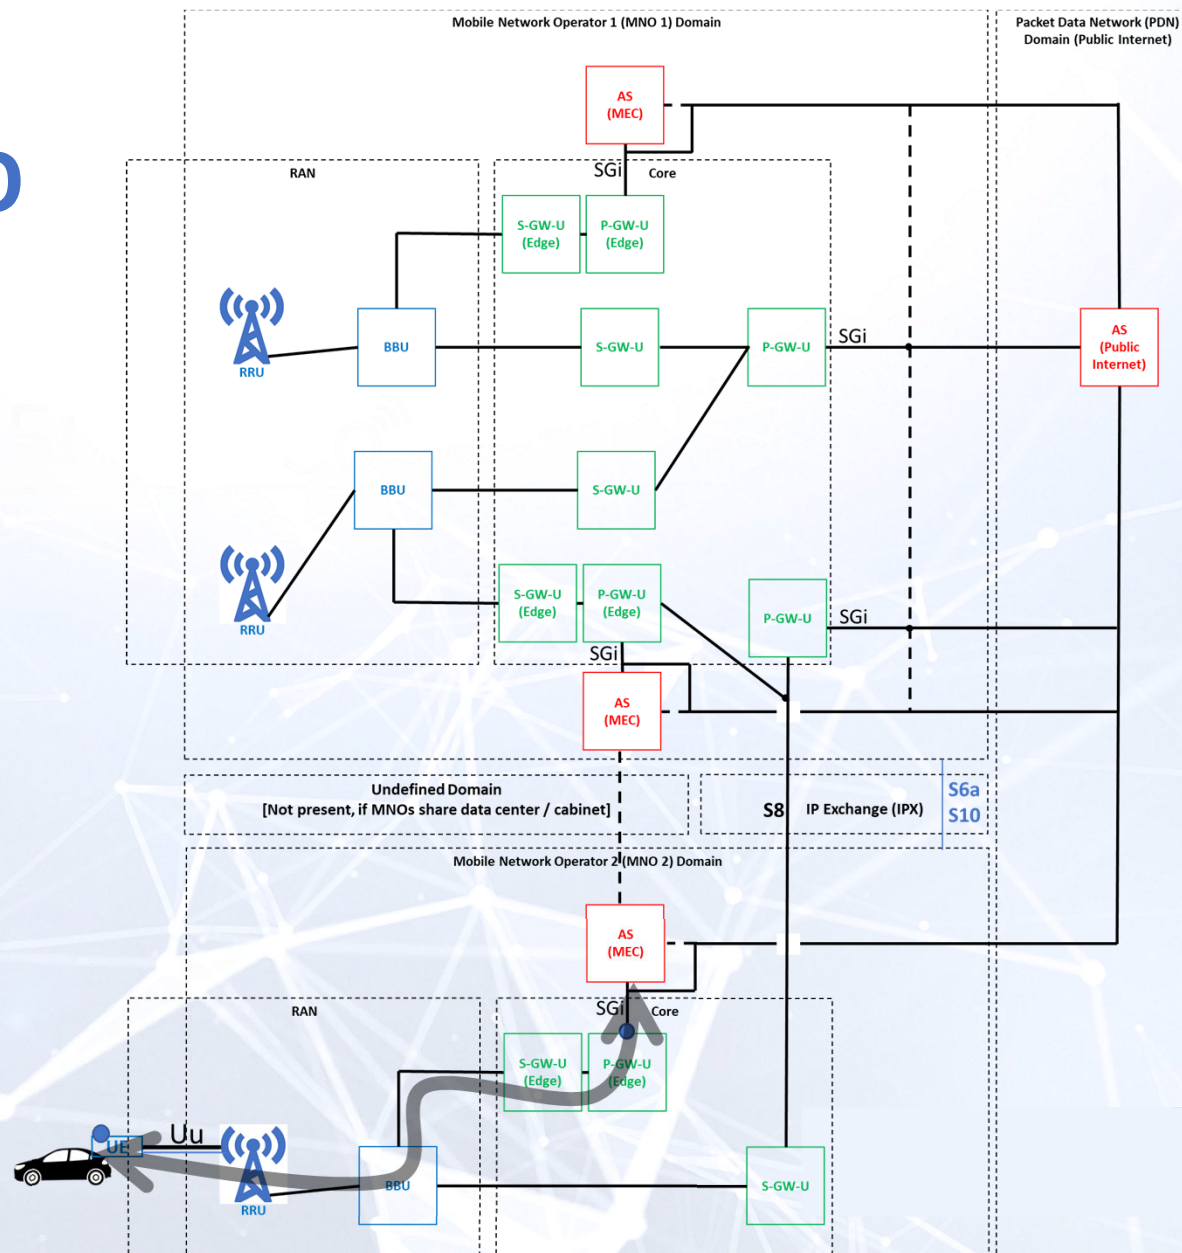 Mobile Network Operator 1 (MNO 1) Domain
Packet Data Network (PDN)
Domain (Public Internet)
AS
(MEC)
RAN
SGi
Core
S-GW-U
(Edge)
P-GW-U
(Edge)
RRU
BBU
S-GW-U
P-GW-U
SGi
AS
(Public
Internet)
BBU
S-GW-U
RRU
S-GW-U
(Edge)
P-GW-U
(Edge)
P-GW-U
SGi
SGi
AS
(MEC)
Undefined Domain
[Not present, if MNOs share data center / cabinet]
S8
IP Exchange (IPX)
S6a
S10
Mobile Network Operator 2 (MNO 2) Domain
AS
(MEC)
RAN
SGi
Core
S-GW-U
(Edge)
P-GW-U
(Edge)
UE
Uu
RRU
BBU
S-GW-U